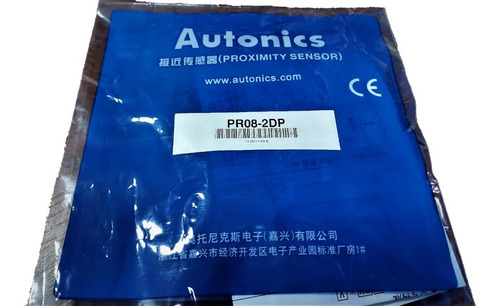 Autonics
接近传感器(PROXIMITY SENSOR)
www.autonics.com
CE
PR08-2DP
奥托尼克斯电子(嘉兴)有限公司
浙江省嘉兴市经济开发区电子产业园标准厂房1#